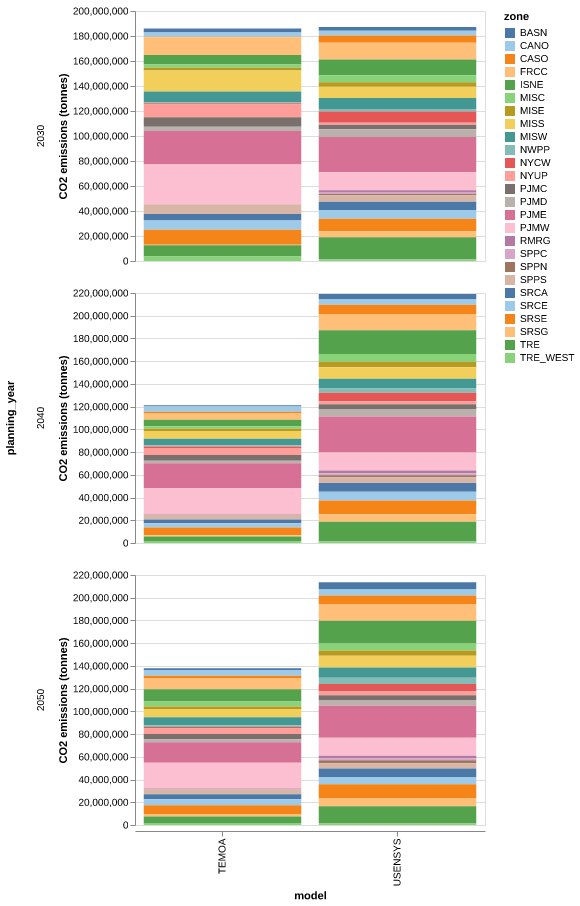 zone
BASN
CANO
CASO
FRCC
ISNE
MISC
MISE
MISS
MISW
NWPP
NYCW
NYUP
PJMC
PJMD
PJME
PJMW
RMRG
SPPC
SPPN
SPPS
SRCA
SRCE
SRSE
SRSG
TRE
TRE_WEST
planning_year
2030
CO2 emissions (tonnes)
200,000,000
180,000,000
160,000,000
140,000,000
120,000,000
100,000,000
80,000,000
60,000,000
40,000,000
20,000,000
0
2040
CO2 emissions (tonnes)
220,000,000
200,000,000
180,000,000
160,000,000
140,000,000
120,000,000
100,000,000
80,000,000
60,000,000
40,000,000
20,000,000
0
2050
CO2 emissions (tonnes)
220,000,000
200,000,000
180,000,000
160,000,000
140,000,000
120,000,000
100,000,000
80,000,000
60,000,000
40,000,000
20,000,000
0
TEMOA
USENSYS
model